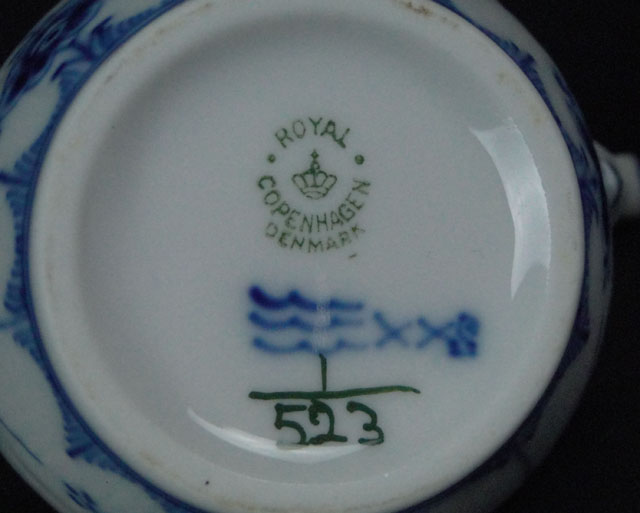 ROYAL
COPENHAGEN
DENMARK
1
523